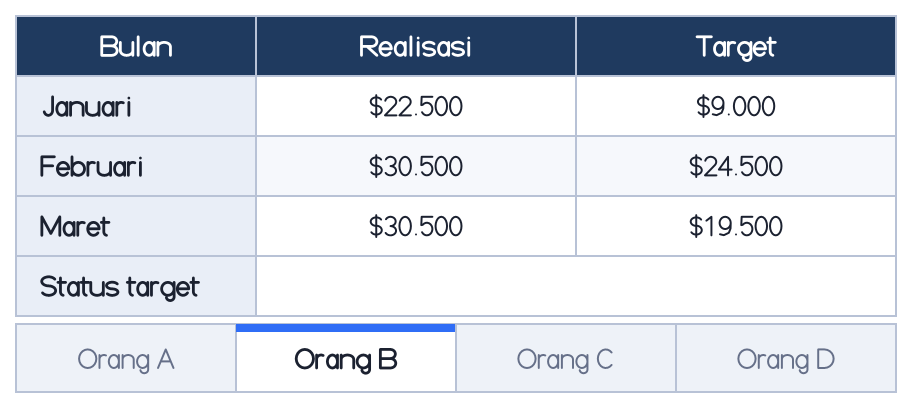 Bulan Realisasi Target
Januari $22.500 $9.000
Februari $30.500 $24.500
Maret $30.500 $19.500
Status target
Orang A Orang B Orang C Orang D